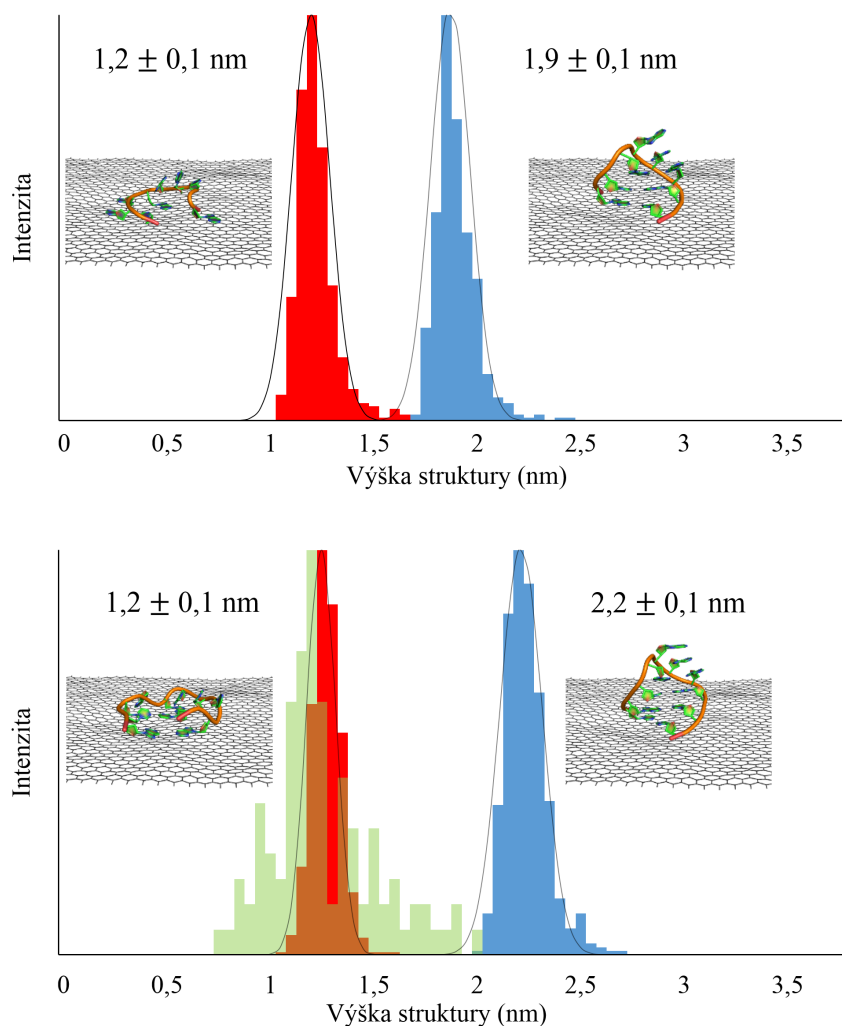 1,2 ± 0,1 nm
1,9 ± 0,1 nm
Intenzita
0 0,5 1 1,5 2 2,5 3 3,5
Výška struktury (nm)
1,2 ± 0,1 nm
2,2 ± 0,1 nm
Intenzita
0 0,5 1 1,5 2 2,5 3 3,5
Výška struktury (nm)